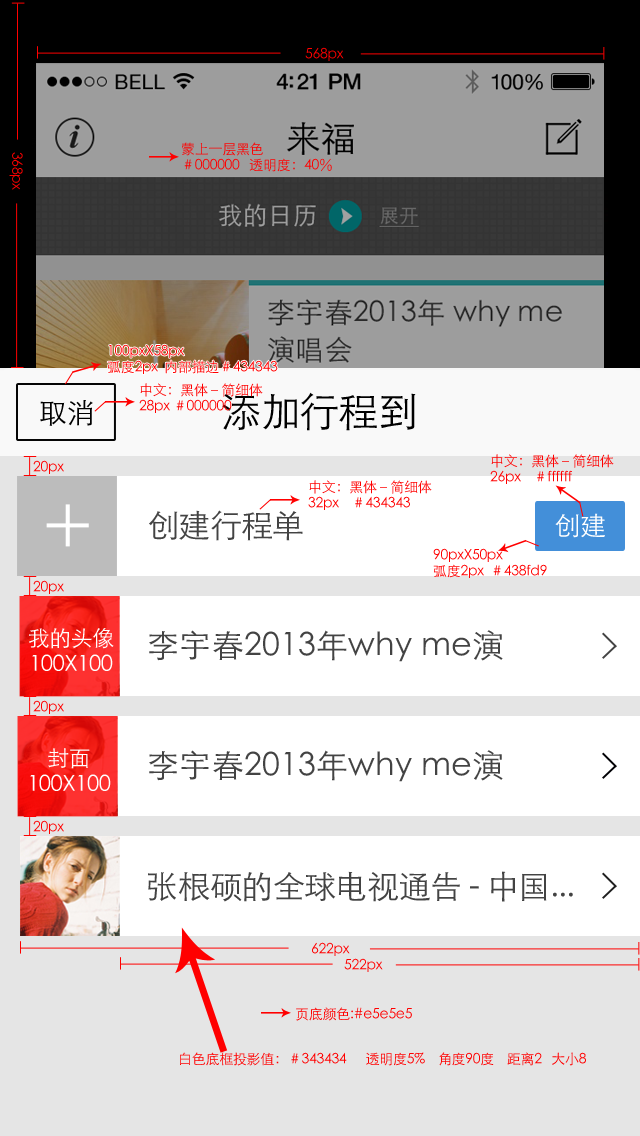 568px
BELL 4:21 PM 100%
368px
来福
蒙上一层黑色
#000000 透明度：40%
我的日历 展开
李宇春2013年 why me
演唱会
100pxX58px
弧度2px 内部描边#434343
取消
中文：黑体－简细体
28px #000000
添加行程到
20px
中文：黑体－简细体
26px #ffffff
中文：黑体－简细体
32px #434343
创建行程单
创建
90pxX50px
弧度2px #438fd9
20px
我的头像
100X100
李宇春2013年why me演
20px
封面
100X100
李宇春2013年why me演
20px
张根硕的全球电视通告 - 中国...
622px
522px
页底颜色:#e5e5e5
白色底框投影值：#343434 透明度5% 角度90度 距离2 大小8